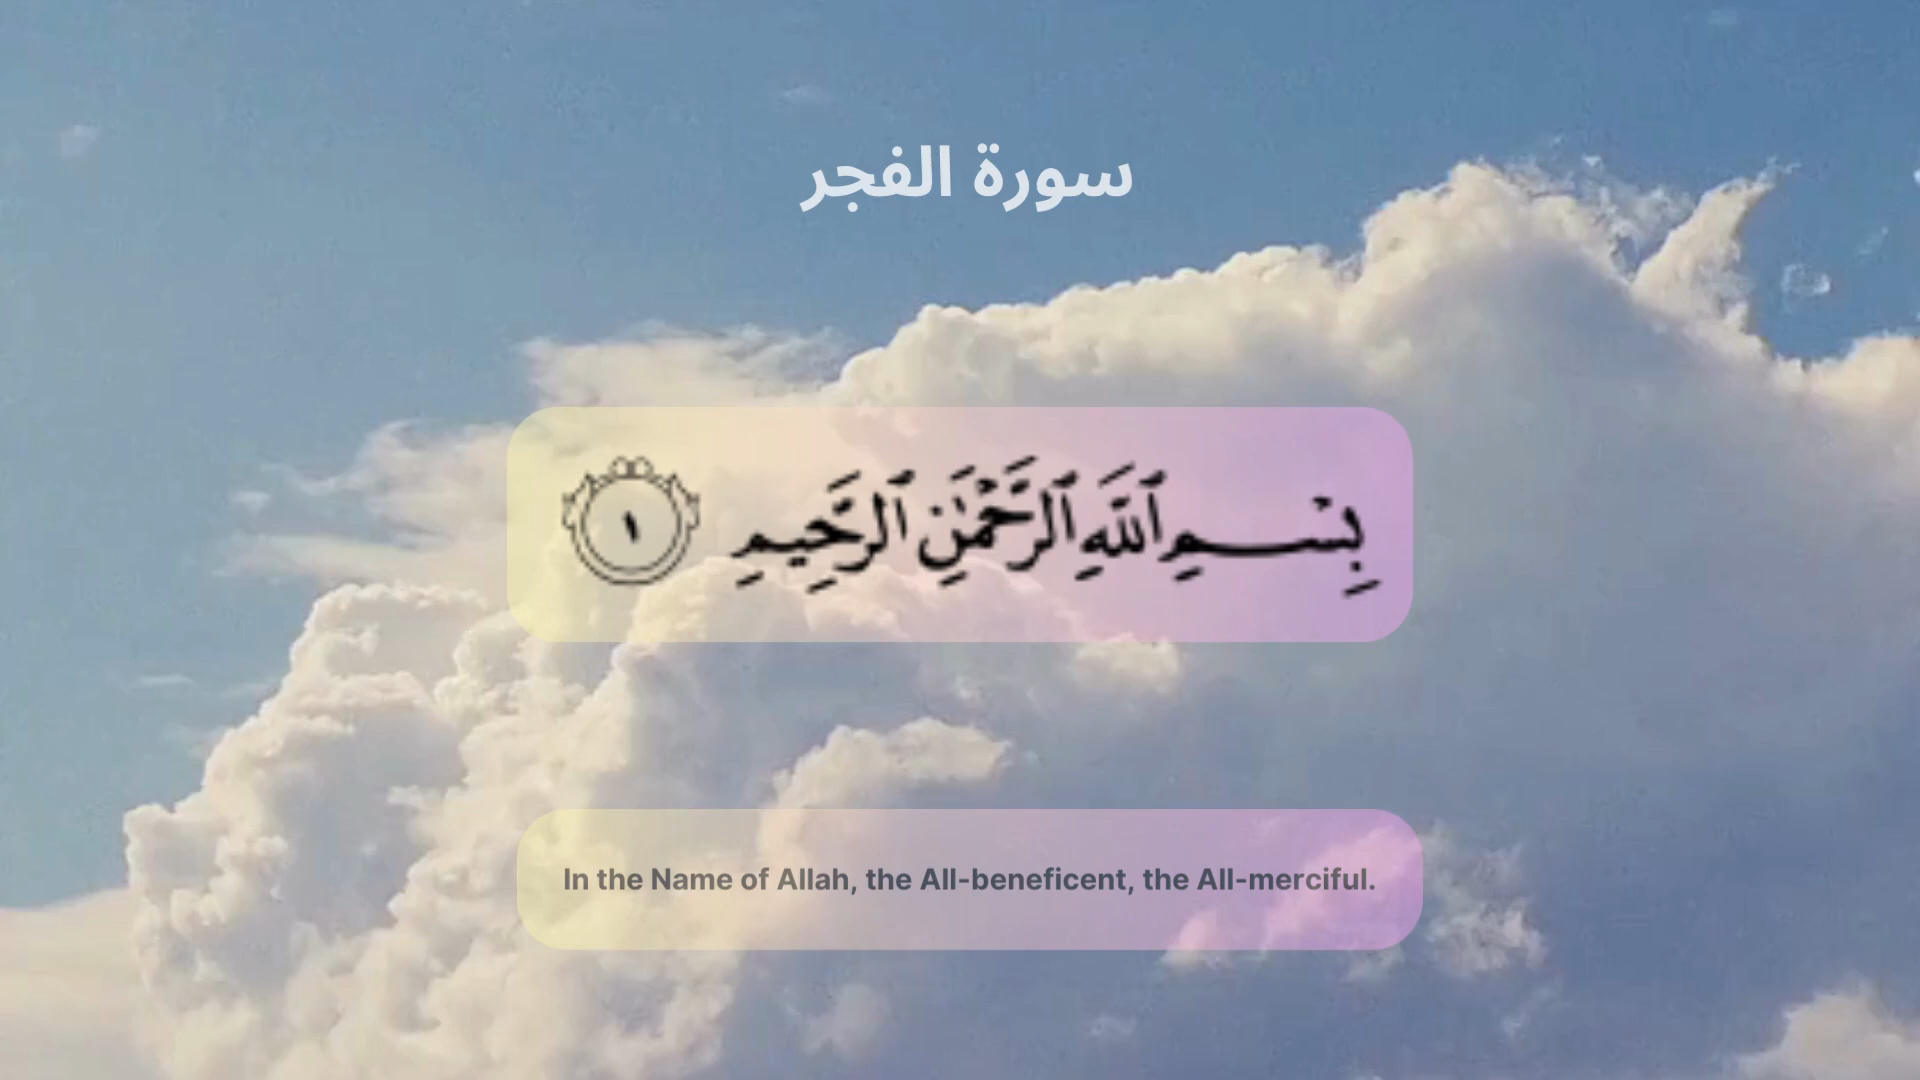 سورة الفجر
بِسْمِ ٱللَّهِ ٱلرَّحْمَٰنِ ٱلرَّحِيمِ ١
In the Name of Allah, the All-beneficent, the All-merciful.